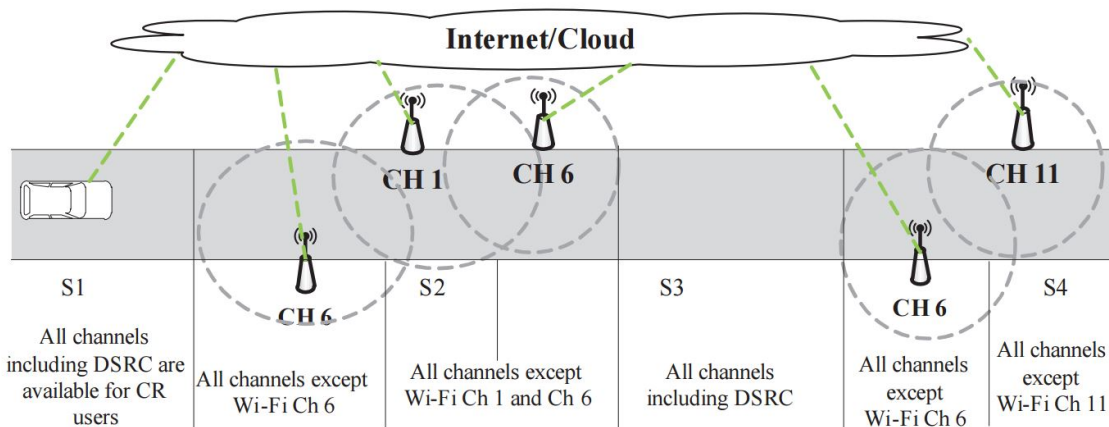 Internet/Cloud
CH 1
CH 6
CH 11
CH 6
CH 6
S1
S2
S3
S4
All channels
including DSRC are
available for CR
users
All channels except
Wi-Fi Ch 6
All channels except
Wi-Fi Ch 1 and Ch 6
All channels
including DSRC
All channels
except
Wi-Fi Ch 6
All channels
except
Wi-Fi Ch 11